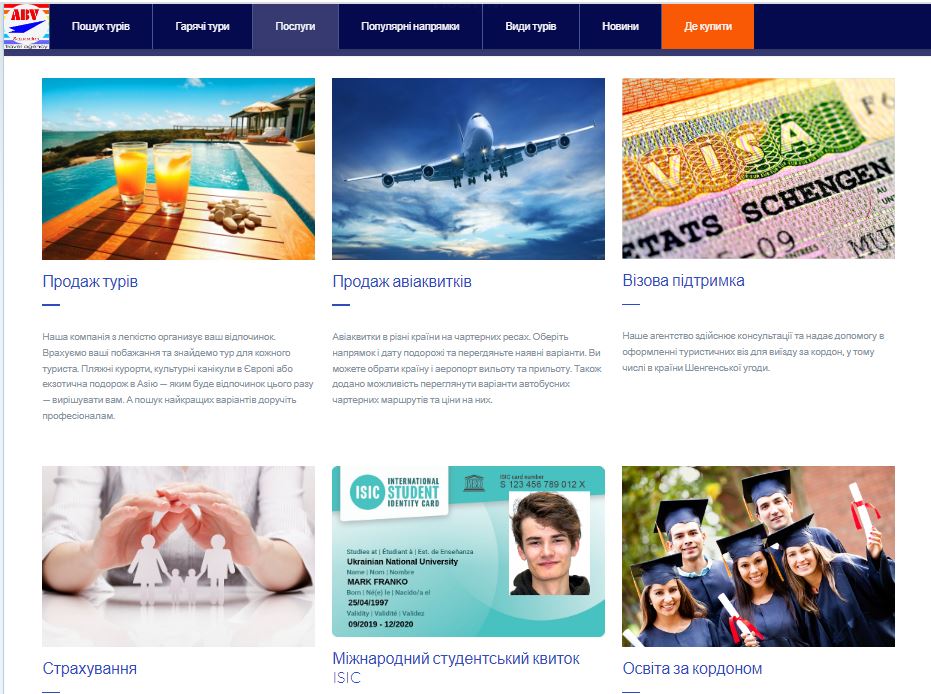 ABV
Travel agency
Пошук турів
Гарячі тури
Послуги
Популярні напрямки
Види турів
Новини
Де купити
VISA
ETATS SCHENGEN
Продаж турів
Продаж авіаквитків
Візова підтримка
Наша компанія з легкістю организує ваш відпочинок.
Врахуємо ваші побажання та знайдемо тур для кожного
туриста. Пляжні курорти, культурні канікули в Європі або
екзотична подорож в Азію — яким буде відпочинок цього разу
— вирішувати вам. А пошук найкращих варіантів доручіть
професіоналам.
Авіаквитки в різні країни на чартерних ресах. Оберіть
напрямок і дату подорожі та перегдяньте наявні варіанти. Ви
можете обрати країну і аеропорт вильоту та прильоту. Також
додано можливість переглянути варіанти автобусних
чартерних маршрутів та ціни на них.
Наше агентство здійснює консультації та надає допомогу в
оформленні туристичних віз для виїзду за кордон, у тому
числі в країни Шенгенської угоди.
ISIC
INTERNATIONAL
STUDENT
IDENTITY CARD
ISIC card number
S 123 456 789 012 X
Studies at | Étudiant à | Est. de Enseñanza
Ukrainian National University
Name | Nom | Nombre
MARK FRANKO
Born | Né(e) le | Nacido/a el
25/04/1997
Validity | Validité | Validez
09/2019 - 12/2020
Страхування
Міжнародний студентський квиток
ISIC
Освіта за кордоном